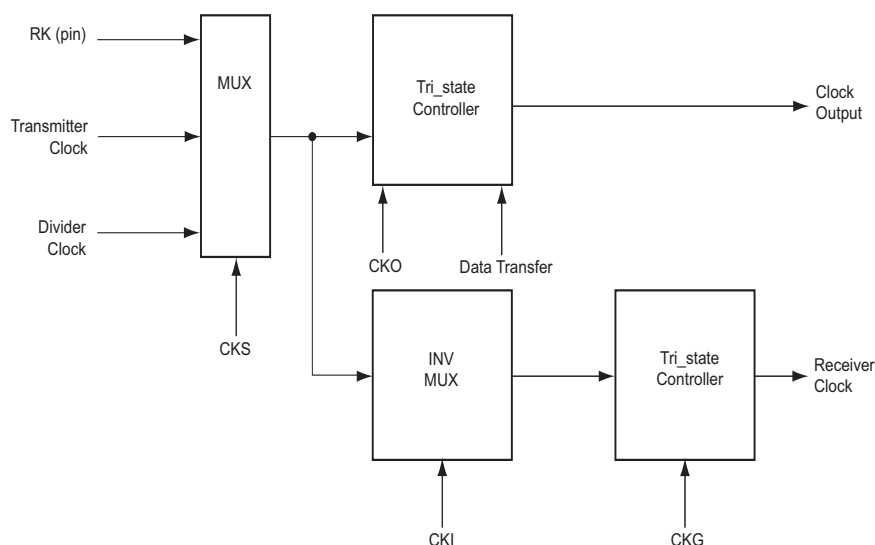 RK (pin)
MUX
Tri_state
Controller
Clock
Output
Transmitter
Clock
Divider
Clock
CKO
Data Transfer
CKS
INV
MUX
Tri_state
Controller
Receiver
Clock
CKI
CKG